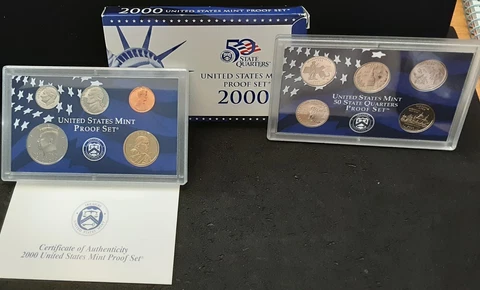 2000 UNITED STATES MINT PROOF SET®
50
STATE
QUARTERS™
UNITED STATES MINT
PROOF SET®
2000
UNITED STATES MINT
PROOF SET®
UNITED STATES MINT
50 STATE QUARTERS
PROOF SET®
Certificate of Authenticity
2000 United States Mint Proof Set®